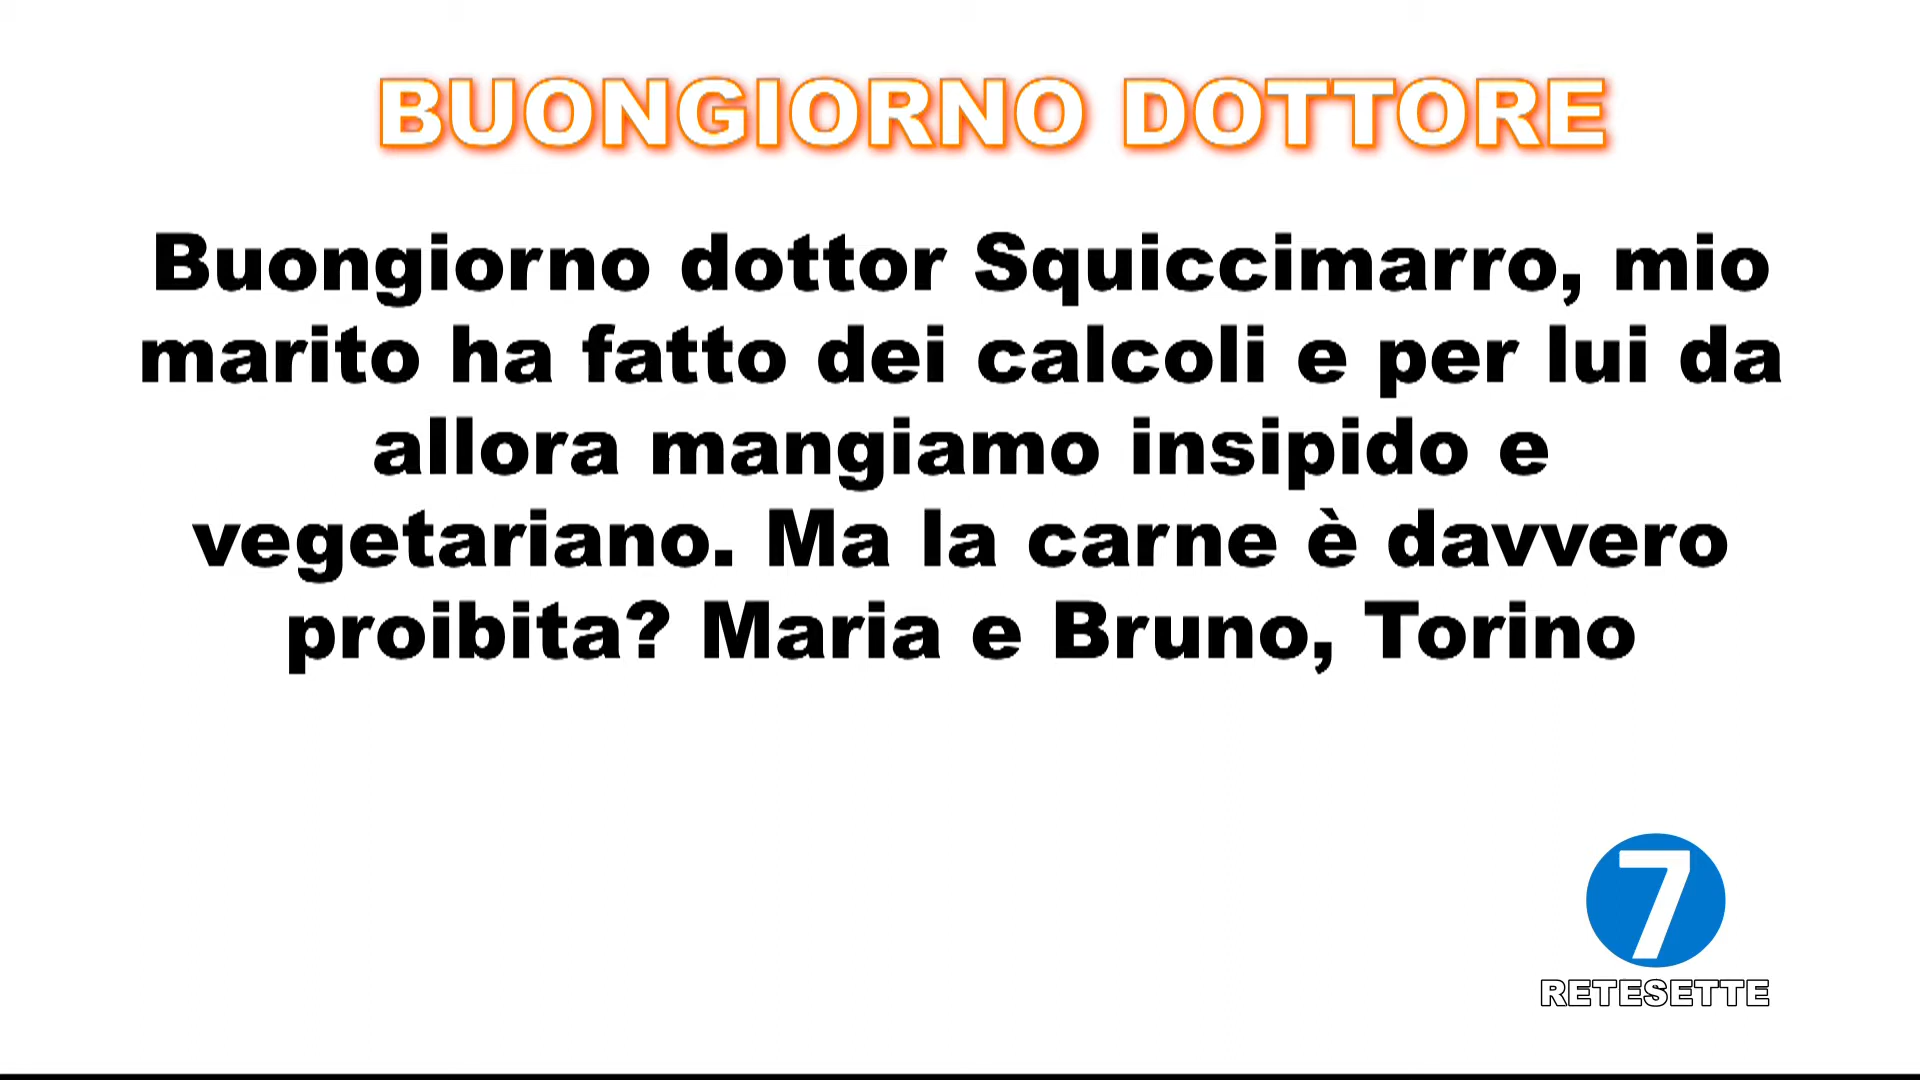 BUONGIORNO DOTTORE
Buongiorno dottor Squiccimarro, mio
marito ha fatto dei calcoli e per lui da
allora mangiamo insipido e
vegetariano. Ma la carne è davvero
proibita? Maria e Bruno, Torino
7
RETESETTE